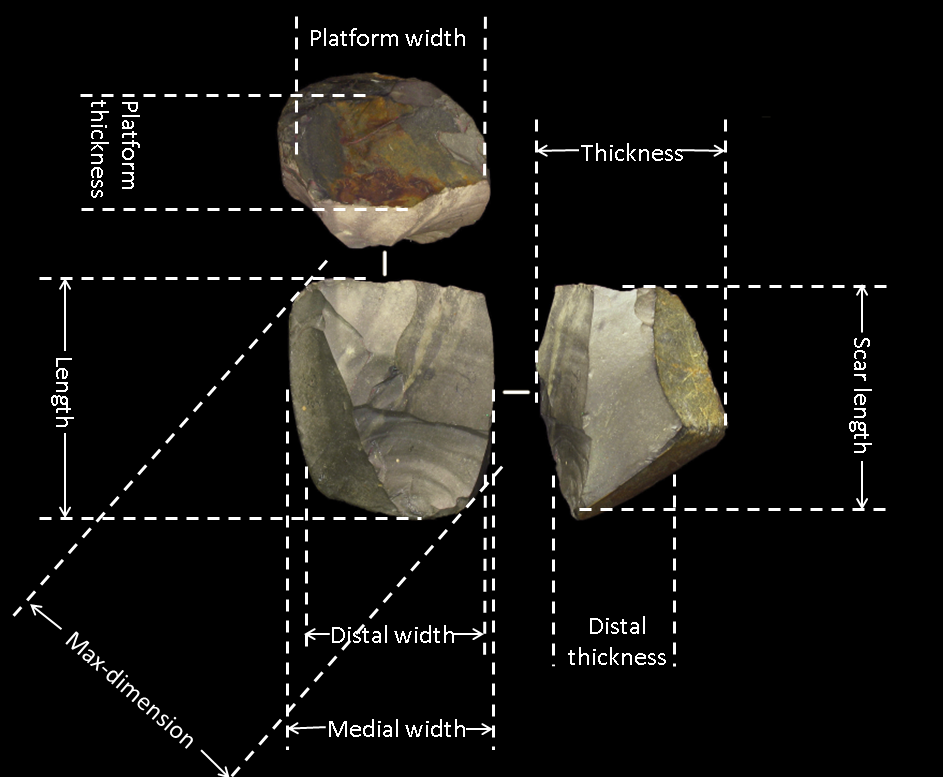 Platform width
Platform
thickness
Thickness
Length
Scar length
Distal width
Distal
thickness
Max-dimension
Medial width